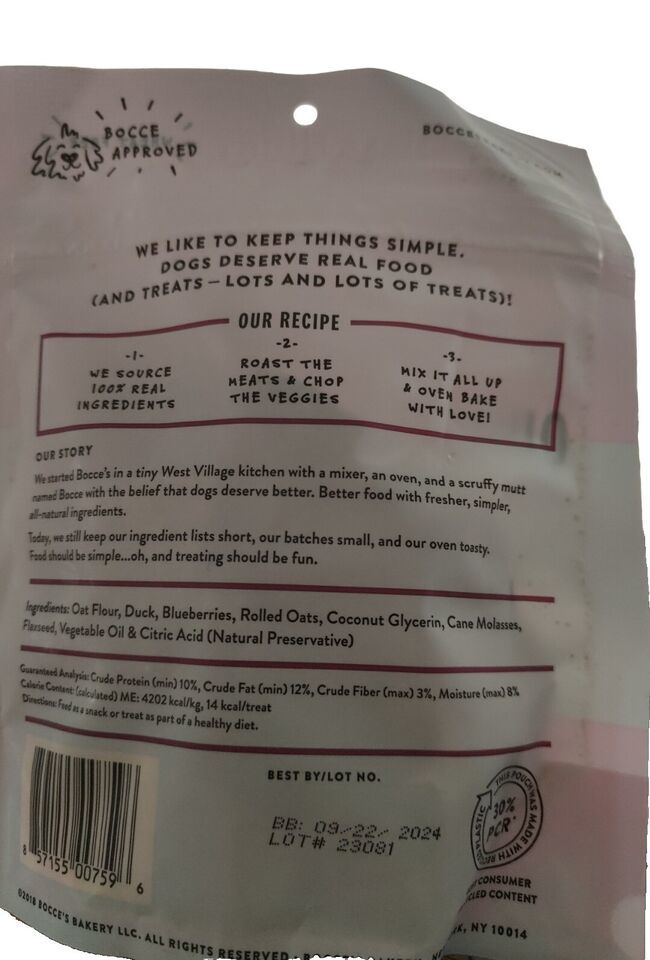 BOCCE
APPROVED
WE LIKE TO KEEP THINGS SIMPLE.
DOGS DESERVE REAL FOOD
(AND TREATS – LOTS AND LOTS OF TREATS)!
OUR RECIPE
-1-
WE SOURCE
100% REAL
INGREDIENTS
-2-
ROAST THE
MEATS & CHOP
THE VEGGIES
-3-
MIX IT ALL UP
& OVEN BAKE
WITH LOVE!
OUR STORY
We started Bocce's in a tiny West Village kitchen with a mixer, an oven, and a scruffy mutt
named Bocce with the belief that dogs deserve better. Better food with fresher, simpler,
all-natural ingredients.
Today, we still keep our ingredient lists short, our batches small, and our oven toasty.
Food should be simple...oh, and treating should be fun.
Ingredients: Oat Flour, Duck, Blueberries, Rolled Oats, Coconut Glycerin, Cane Molasses,
Flaxseed, Vegetable Oil & Citric Acid (Natural Preservative)
Guaranteed Analysis: Crude Protein (min) 10%, Crude Fat (min) 12%, Crude Fiber (max) 3%, Moisture (max) 8%
Calorie Content: (calculated) ME: 4202 kcal/kg, 14 kcal/treat
Directions: Feed as a snack or treat as part of a healthy diet.
BEST BY/LOT NO.
BB: 09/22/ 2024
LOT# 23081
8 57155 00759 6
THIS POUCH WAS MADE WITH PLASTIC
30%
PCR*
CONSUMER
CONTENT
©2018 BOCCE'S BAKERY LLC. ALL RIGHTS RESERVED • NY 10014